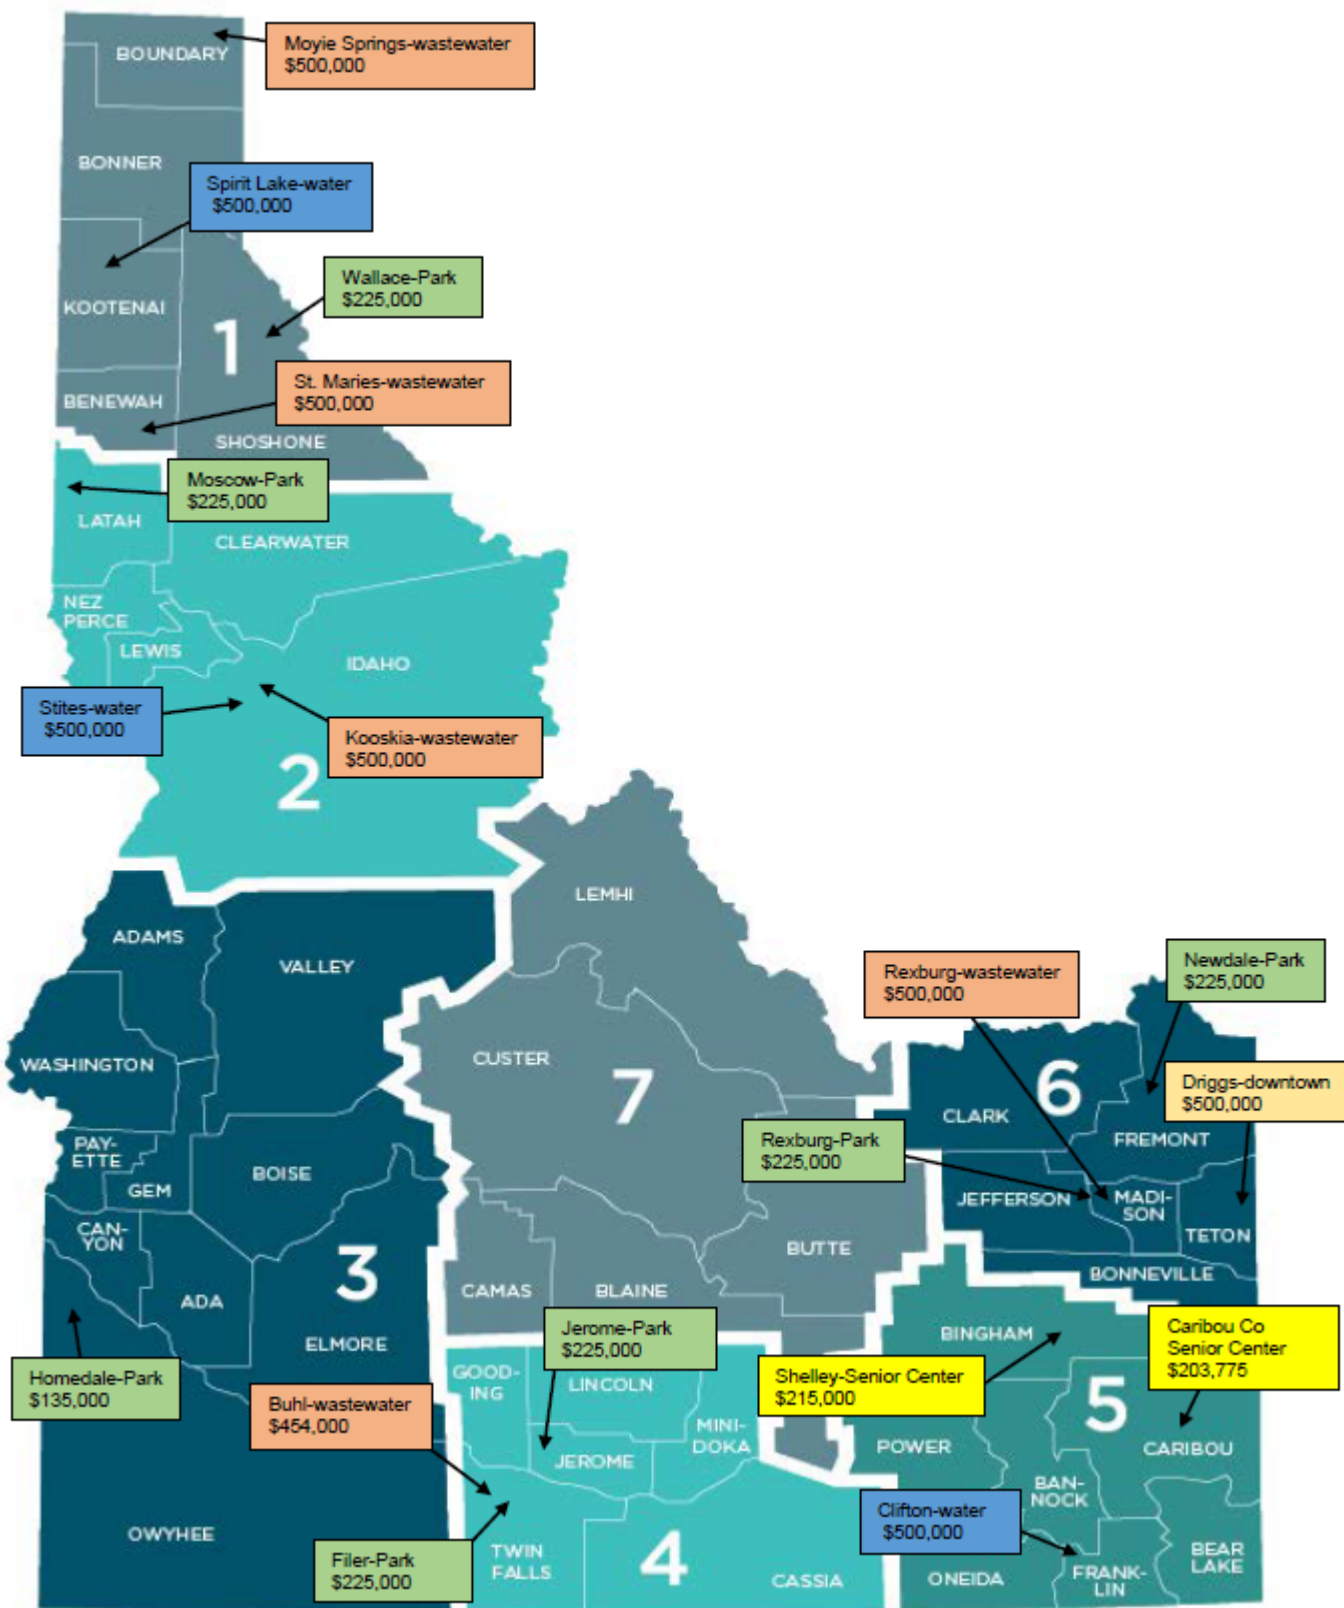 BOUNDARY
Moyie Springs-wastewater
$500,000
BONNER
Spirit Lake-water
$500,000
Wallace-Park
$225,000
KOOTENAI
1
St. Maries-wastewater
$500,000
BENEWAH
SHOSHONE
Moscow-Park
$225,000
LATAH
CLEARWATER
NEZ
PERCE
LEWIS
IDAHO
Stites-water
$500,000
Kooskia-wastewater
$500,000
2
LEMHI
ADAMS
VALLEY
Rexburg-wastewater
$500,000
Newdale-Park
$225,000
WASHINGTON
CUSTER
7
6
Driggs-downtown
$500,000
CLARK
FREMONT
Rexburg-Park
$225,000
PAY-
ETTE
GEM
BOISE
JEFFERSON
MADI-
SON
TETON
CAN-
YON
BUTTE
BONNEVILLE
3
ADA
CAMAS
BLAINE
ELMORE
Jerome-Park
$225,000
BINGHAM
Caribou Co
Senior Center
$203,775
Homedale-Park
$135,000
GOOD-
ING
LINCOLN
Shelley-Senior Center
$215,000
Buhl-wastewater
$454,000
5
MINI-
DOKA
JEROME
POWER
CARIBOU
BAN-
NOCK
Clifton-water
$500,000
OWYHEE
Filer-Park
$225,000
TWIN
FALLS
4
CASSIA
ONEIDA
FRANK-
LIN
BEAR
LAKE